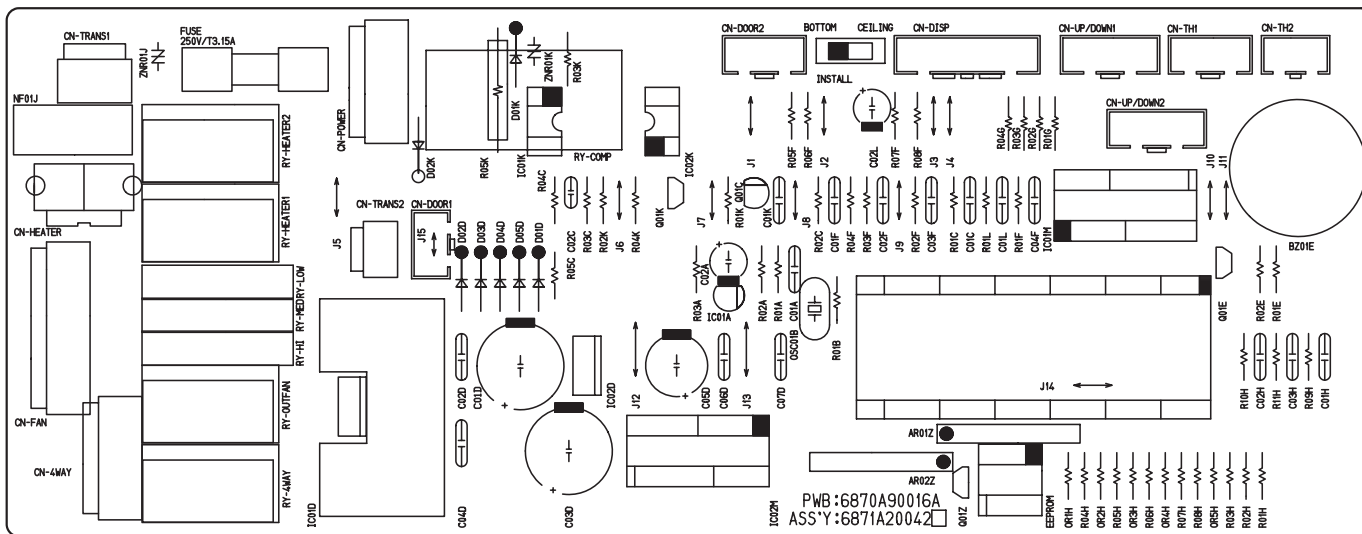 CN-TRANS1
FUSE
250V/T3.15A
ZNR01J
NF01J
CN-POWER
D01K
ZNR01K
R03K
CN-DOOR2
BOTTOM
CEILING
INSTALL
CN-DISP
CN-UP/DOWN1
CN-TH1
CN-TH2
CN-UP/DOWN2
RY-HEATER2
D02K
R05K
IC01K
RY-COMP
IC02K
J1
R05F
R06F
J2
C02L
R07F
R08F
J3
J4
R04G
R03G
R02G
R01G
J10
J11
BZ01E
CN-HEATER
RY-HEATER1
J5
CN-TRANS2
CN-DOOR1
J15
R04C
C02C
R03C
R02K
J6
R04K
Q01K
J7
R01K
Q01C
C01K
J8
R02C
C01F
R04F
R03F
C02F
J9
R02F
C03F
R01C
C01C
R01L
C01L
R01F
C04F
IC01M
D02D
D03D
D04D
D05D
D01D
R05C
C02A
R03A
IC01A
R02A
R01A
C01A
OSC01B
R01B
Q01E
R02E
R01E
RY-LOW
RY-MED
RY-HI
CN-FAN
RY-OUTFAN
C02D
C01D
IC02D
J12
C05D
C06D
J13
C07D
J14
R10H
C02H
R11H
C03H
R09H
C01H
CN-4WAY
RY-4WAY
IC01D
C04D
C03D
IC02M
AR01Z
AR02Z
PWB:6870A90016A
ASS'Y:6871A20042
Q01Z
EEPROM
OR1H
R04H
OR2H
R05H
OR3H
R06H
OR4H
R07H
R08H
OR5H
R03H
R02H
R01H